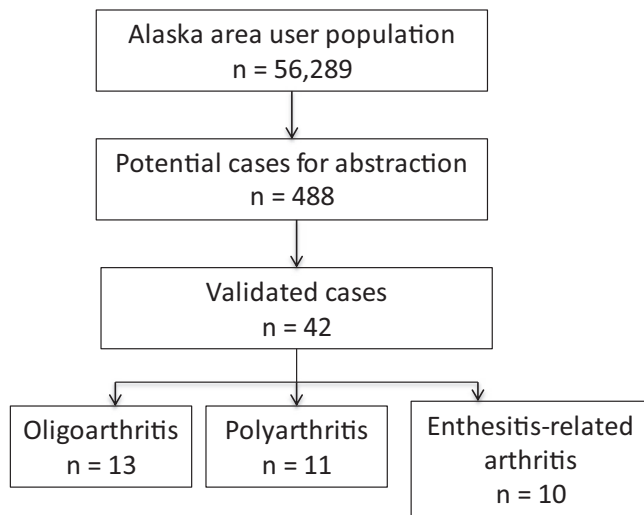 Alaska area user population
n = 56,289
Potential cases for abstraction
n = 488
Validated cases
n = 42
Oligoarthritis
n = 13
Polyarthritis
n = 11
Enthesitis-related
arthritis
n = 10